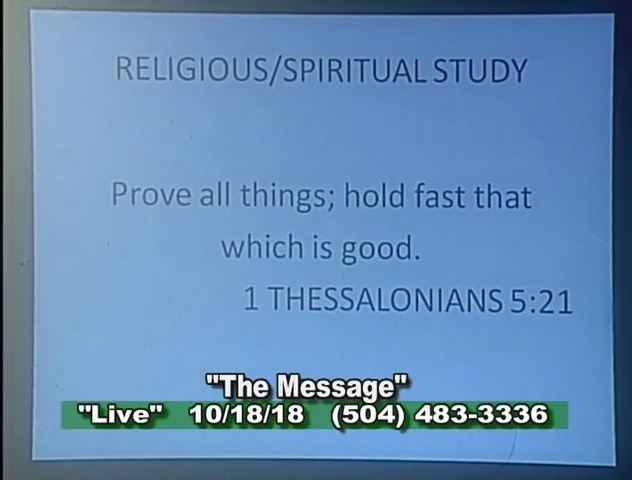 RELIGIOUS/SPIRITUAL STUDY
Prove all things; hold fast that
which is good.
1 THESSALONIANS 5:21
"The Message"
"Live" 10/18/18 (504) 483-3336